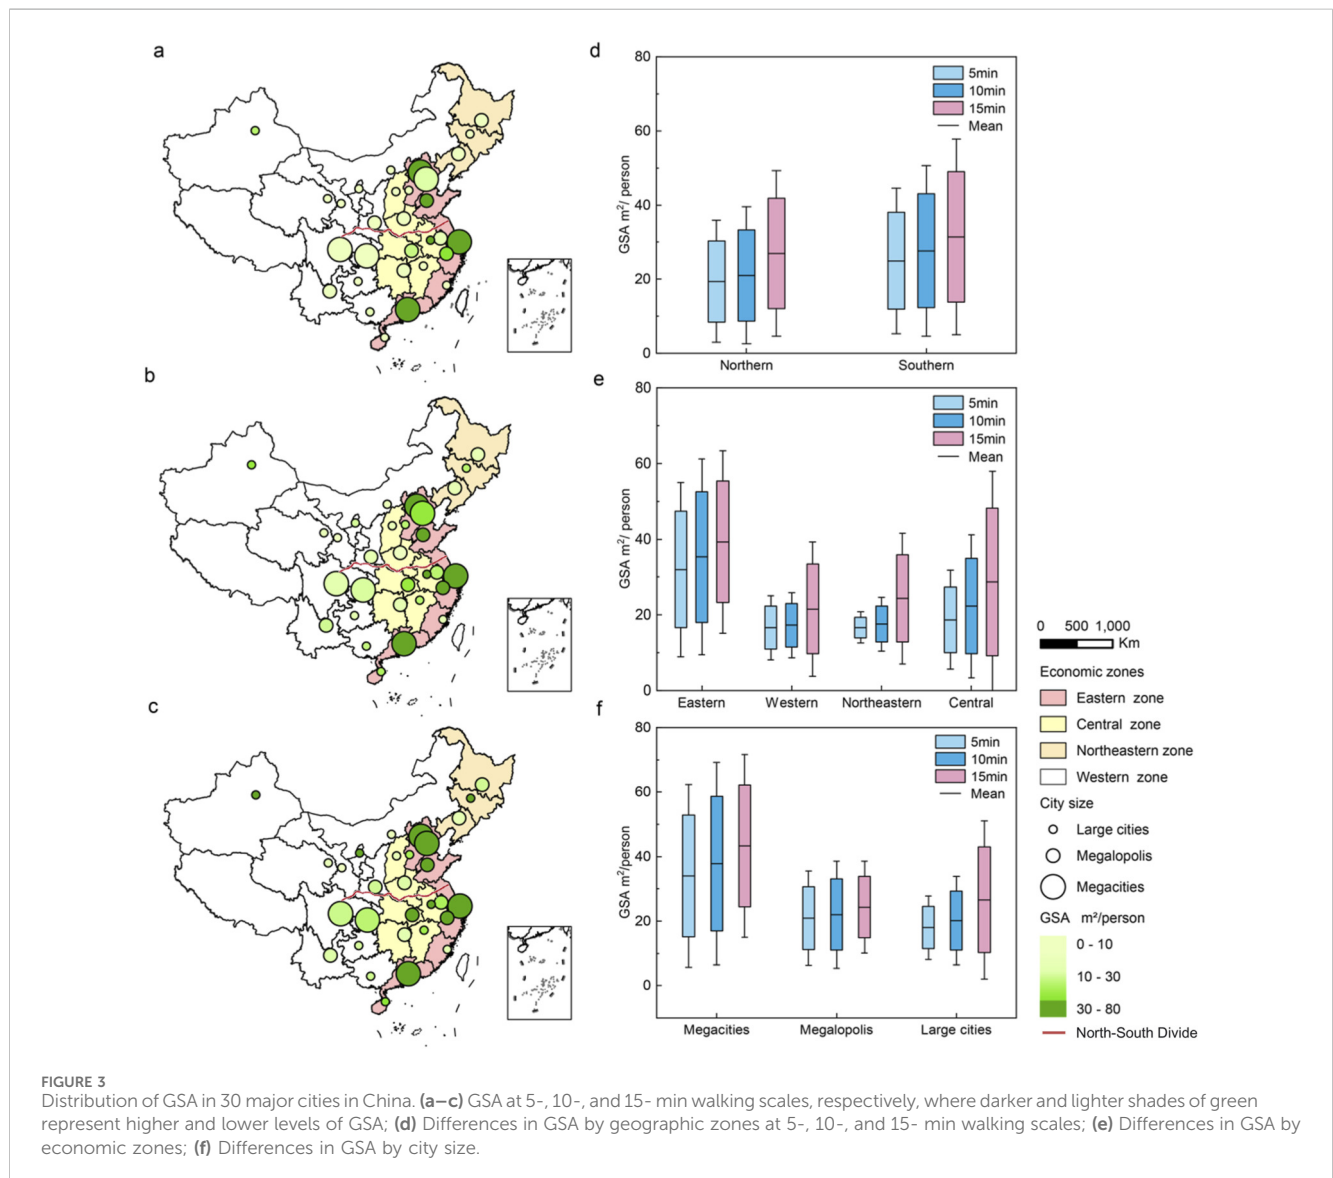 a
b
c
d
80
60
40
20
0
GSA m²/ person
5min
10min
15min
Mean
Northern
Southern
e
80
60
40
20
0
GSA m²/ person
5min
10min
15min
Mean
Eastern
Western
Northeastern
Central
f
80
60
40
20
0
GSA m²/person
5min
10min
15min
Mean
Megacities
Megalopolis
Large cities
0 500 1,000
Km
Economic zones
Eastern zone
Central zone
Northeastern zone
Western zone
City size
Large cities
Megalopolis
Megacities
GSA m²/person
0 - 10
10 - 30
30 - 80
North-South Divide
FIGURE 3
Distribution of GSA in 30 major cities in China. (a–c) GSA at 5-, 10-, and 15- min walking scales, respectively, where darker and lighter shades of green
represent higher and lower levels of GSA; (d) Differences in GSA by geographic zones at 5-, 10-, and 15- min walking scales; (e) Differences in GSA by
economic zones; (f) Differences in GSA by city size.